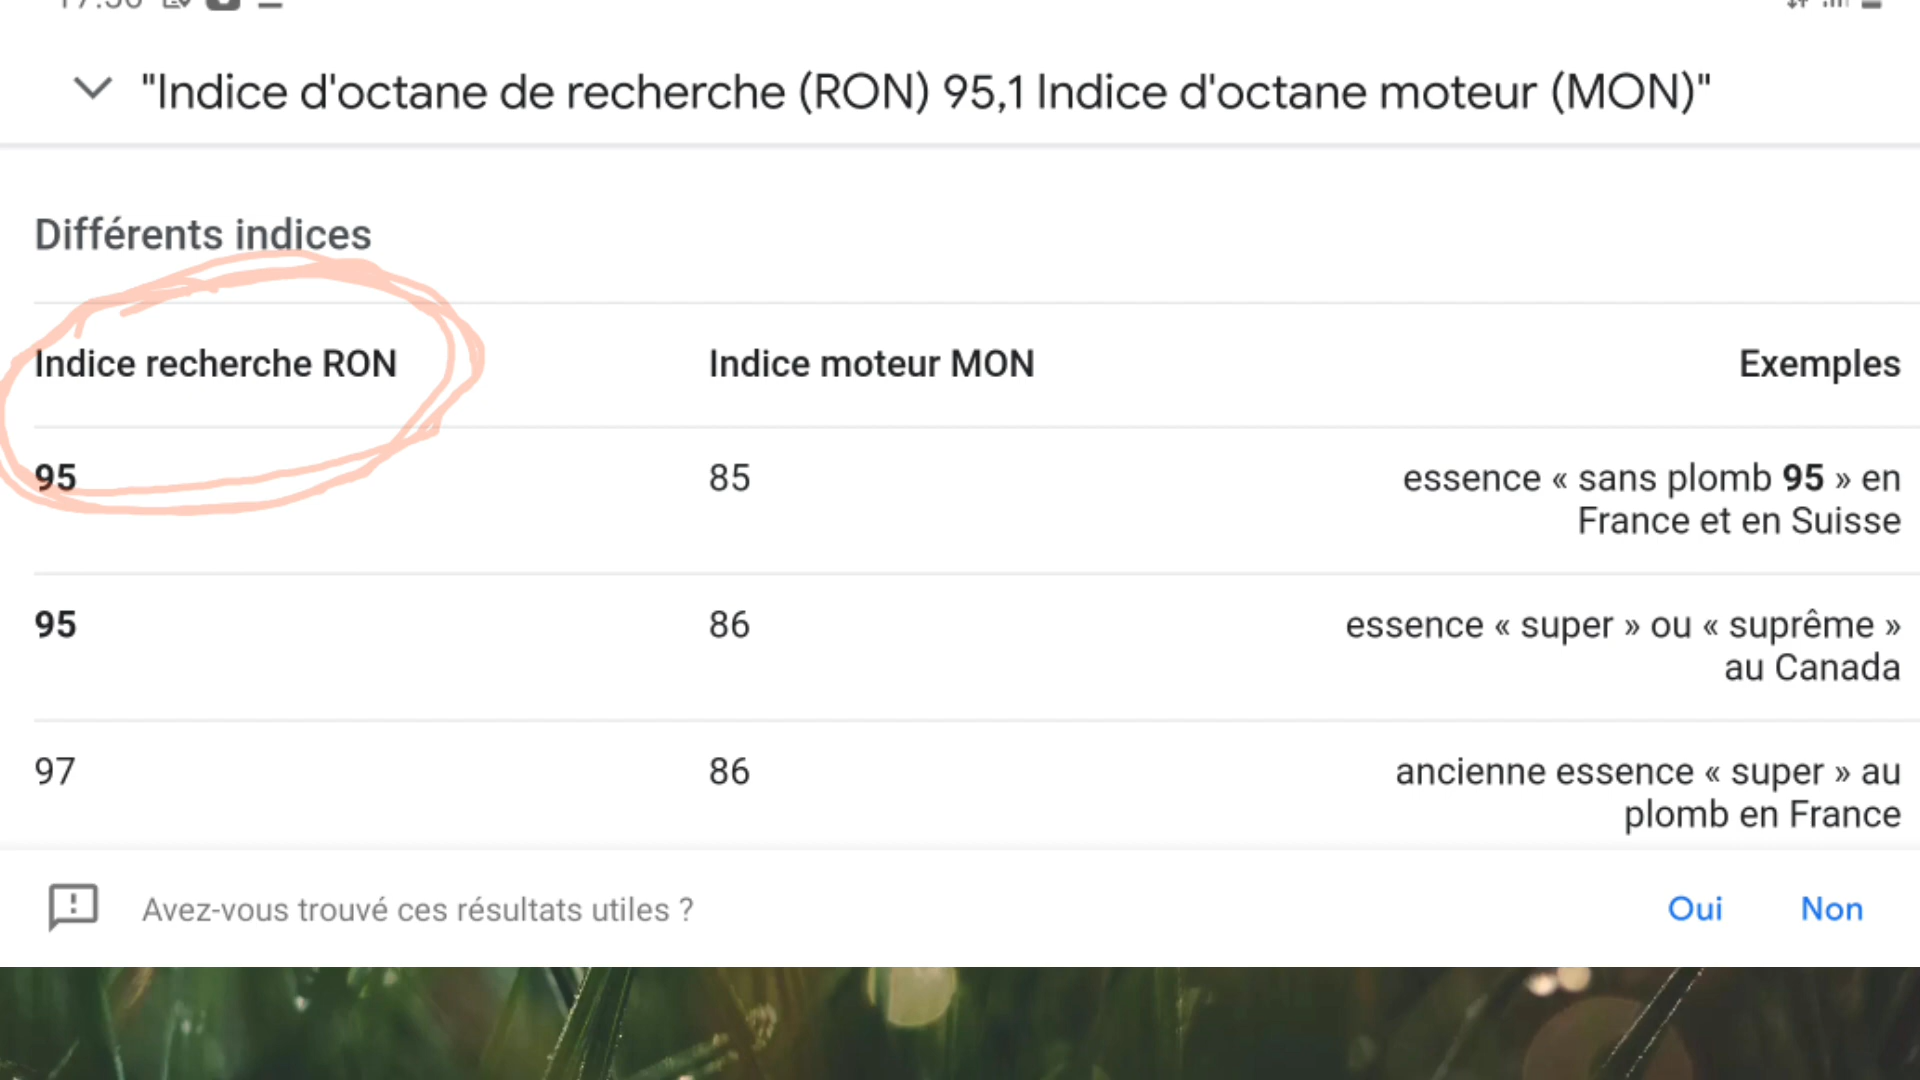 "Indice d'octane de recherche (RON) 95,1 Indice d'octane moteur (MON)"
Différents indices
Indice recherche RON Indice moteur MON Exemples
95 85 essence « sans plomb 95 » en
France et en Suisse
95 86 essence « super » ou « suprême »
au Canada
97 86 ancienne essence « super » au
plomb en France
Avez-vous trouvé ces résultats utiles ? Oui Non